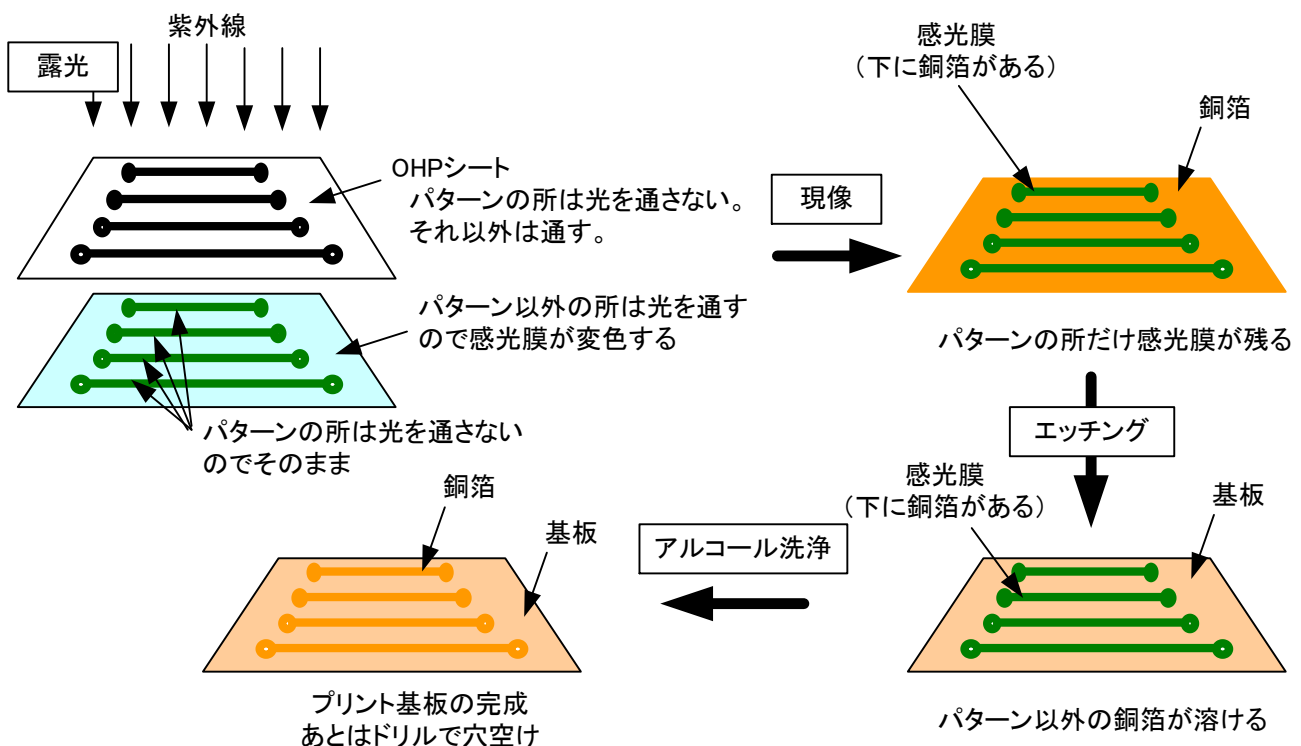 紫外線
露光
OHPシート
パターンの所は光を通さない。
それ以外は通す。
パターン以外の所は光を通す
ので感光膜が変色する
パターンの所は光を通さない
のでそのまま
現像
感光膜
（下に銅箔がある）
銅箔
パターンの所だけ感光膜が残る
エッチング
感光膜
（下に銅箔がある）
基板
パターン以外の銅箔が溶ける
アルコール洗浄
銅箔
基板
プリント基板の完成
あとはドリルで穴空け